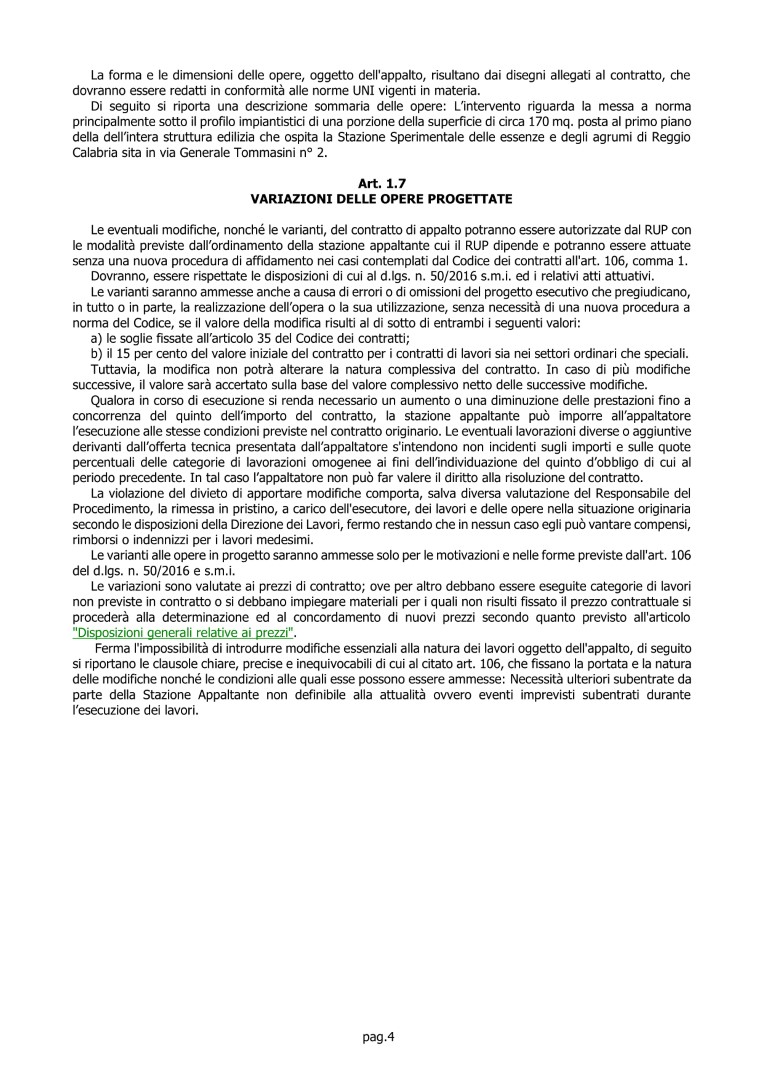 La forma e le dimensioni delle opere, oggetto dell'appalto, risultano dai disegni allegati al contratto, che
dovranno essere redatti in conformità alle norme UNI vigenti in materia.
Di seguito si riporta una descrizione sommaria delle opere: L’intervento riguarda la messa a norma
principalmente sotto il profilo impiantistici di una porzione della superficie di circa 170 mq. posta al primo piano
della dell’intera struttura edilizia che ospita la Stazione Sperimentale delle essenze e degli agrumi di Reggio
Calabria sita in via Generale Tommasini n° 2.
Art. 1.7
VARIAZIONI DELLE OPERE PROGETTATE
Le eventuali modifiche, nonché le varianti, del contratto di appalto potranno essere autorizzate dal RUP con
le modalità previste dall’ordinamento della stazione appaltante cui il RUP dipende e potranno essere attuate
senza una nuova procedura di affidamento nei casi contemplati dal Codice dei contratti all'art. 106, comma 1.
Dovranno, essere rispettate le disposizioni di cui al d.lgs. n. 50/2016 s.m.i. ed i relativi atti attuativi.
Le varianti saranno ammesse anche a causa di errori o di omissioni del progetto esecutivo che pregiudicano,
in tutto o in parte, la realizzazione dell’opera o la sua utilizzazione, senza necessità di una nuova procedura a
norma del Codice, se il valore della modifica risulti al di sotto di entrambi i seguenti valori:
a) le soglie fissate all’articolo 35 del Codice dei contratti;
b) il 15 per cento del valore iniziale del contratto per i contratti di lavori sia nei settori ordinari che speciali.
Tuttavia, la modifica non potrà alterare la natura complessiva del contratto. In caso di più modifiche
successive, il valore sarà accertato sulla base del valore complessivo netto delle successive modifiche.
Qualora in corso di esecuzione si renda necessario un aumento o una diminuzione delle prestazioni fino a
concorrenza del quinto dell’importo del contratto, la stazione appaltante può imporre all’appaltatore
l’esecuzione alle stesse condizioni previste nel contratto originario. Le eventuali lavorazioni diverse o aggiuntive
derivanti dall’offerta tecnica presentata dall’appaltatore s'intendono non incidenti sugli importi e sulle quote
percentuali delle categorie di lavorazioni omogenee ai fini dell’individuazione del quinto d’obbligo di cui al
periodo precedente. In tal caso l’appaltatore non può far valere il diritto alla risoluzione del contratto.
La violazione del divieto di apportare modifiche comporta, salva diversa valutazione del Responsabile del
Procedimento, la rimessa in pristino, a carico dell'esecutore, dei lavori e delle opere nella situazione originaria
secondo le disposizioni della Direzione dei Lavori, fermo restando che in nessun caso egli può vantare compensi,
rimborsi o indennizzi per i lavori medesimi.
Le varianti alle opere in progetto saranno ammesse solo per le motivazioni e nelle forme previste dall'art. 106
del d.lgs. n. 50/2016 e s.m.i.
Le variazioni sono valutate ai prezzi di contratto; ove per altro debbano essere eseguite categorie di lavori
non previste in contratto o si debbano impiegare materiali per i quali non risulti fissato il prezzo contrattuale si
procederà alla determinazione ed al concordamento di nuovi prezzi secondo quanto previsto all'articolo
"Disposizioni generali relative ai prezzi".
Ferma l'impossibilità di introdurre modifiche essenziali alla natura dei lavori oggetto dell'appalto, di seguito
si riportano le clausole chiare, precise e inequivocabili di cui al citato art. 106, che fissano la portata e la natura
delle modifiche nonché le condizioni alle quali esse possono essere ammesse: Necessità ulteriori subentrate da
parte della Stazione Appaltante non definibile alla attualità ovvero eventi imprevisti subentrati durante
l’esecuzione dei lavori.
pag.4